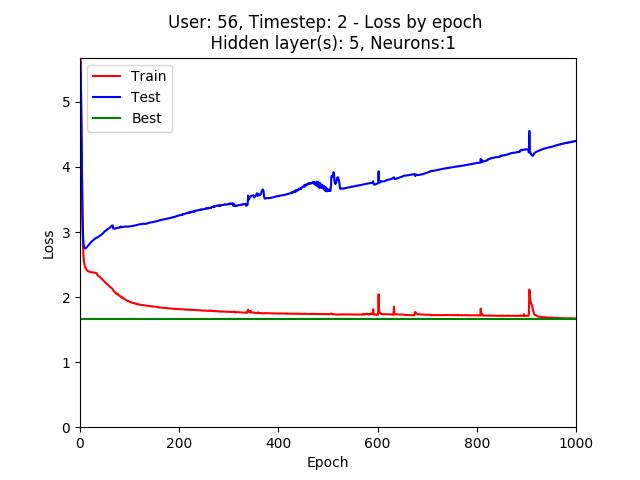 User: 56, Timestep: 2 - Loss by epoch
Hidden layer(s): 5, Neurons:1
Train
Test
Best
5
4
3
2
1
0
Loss
0 200 400 600 800 1000
Epoch